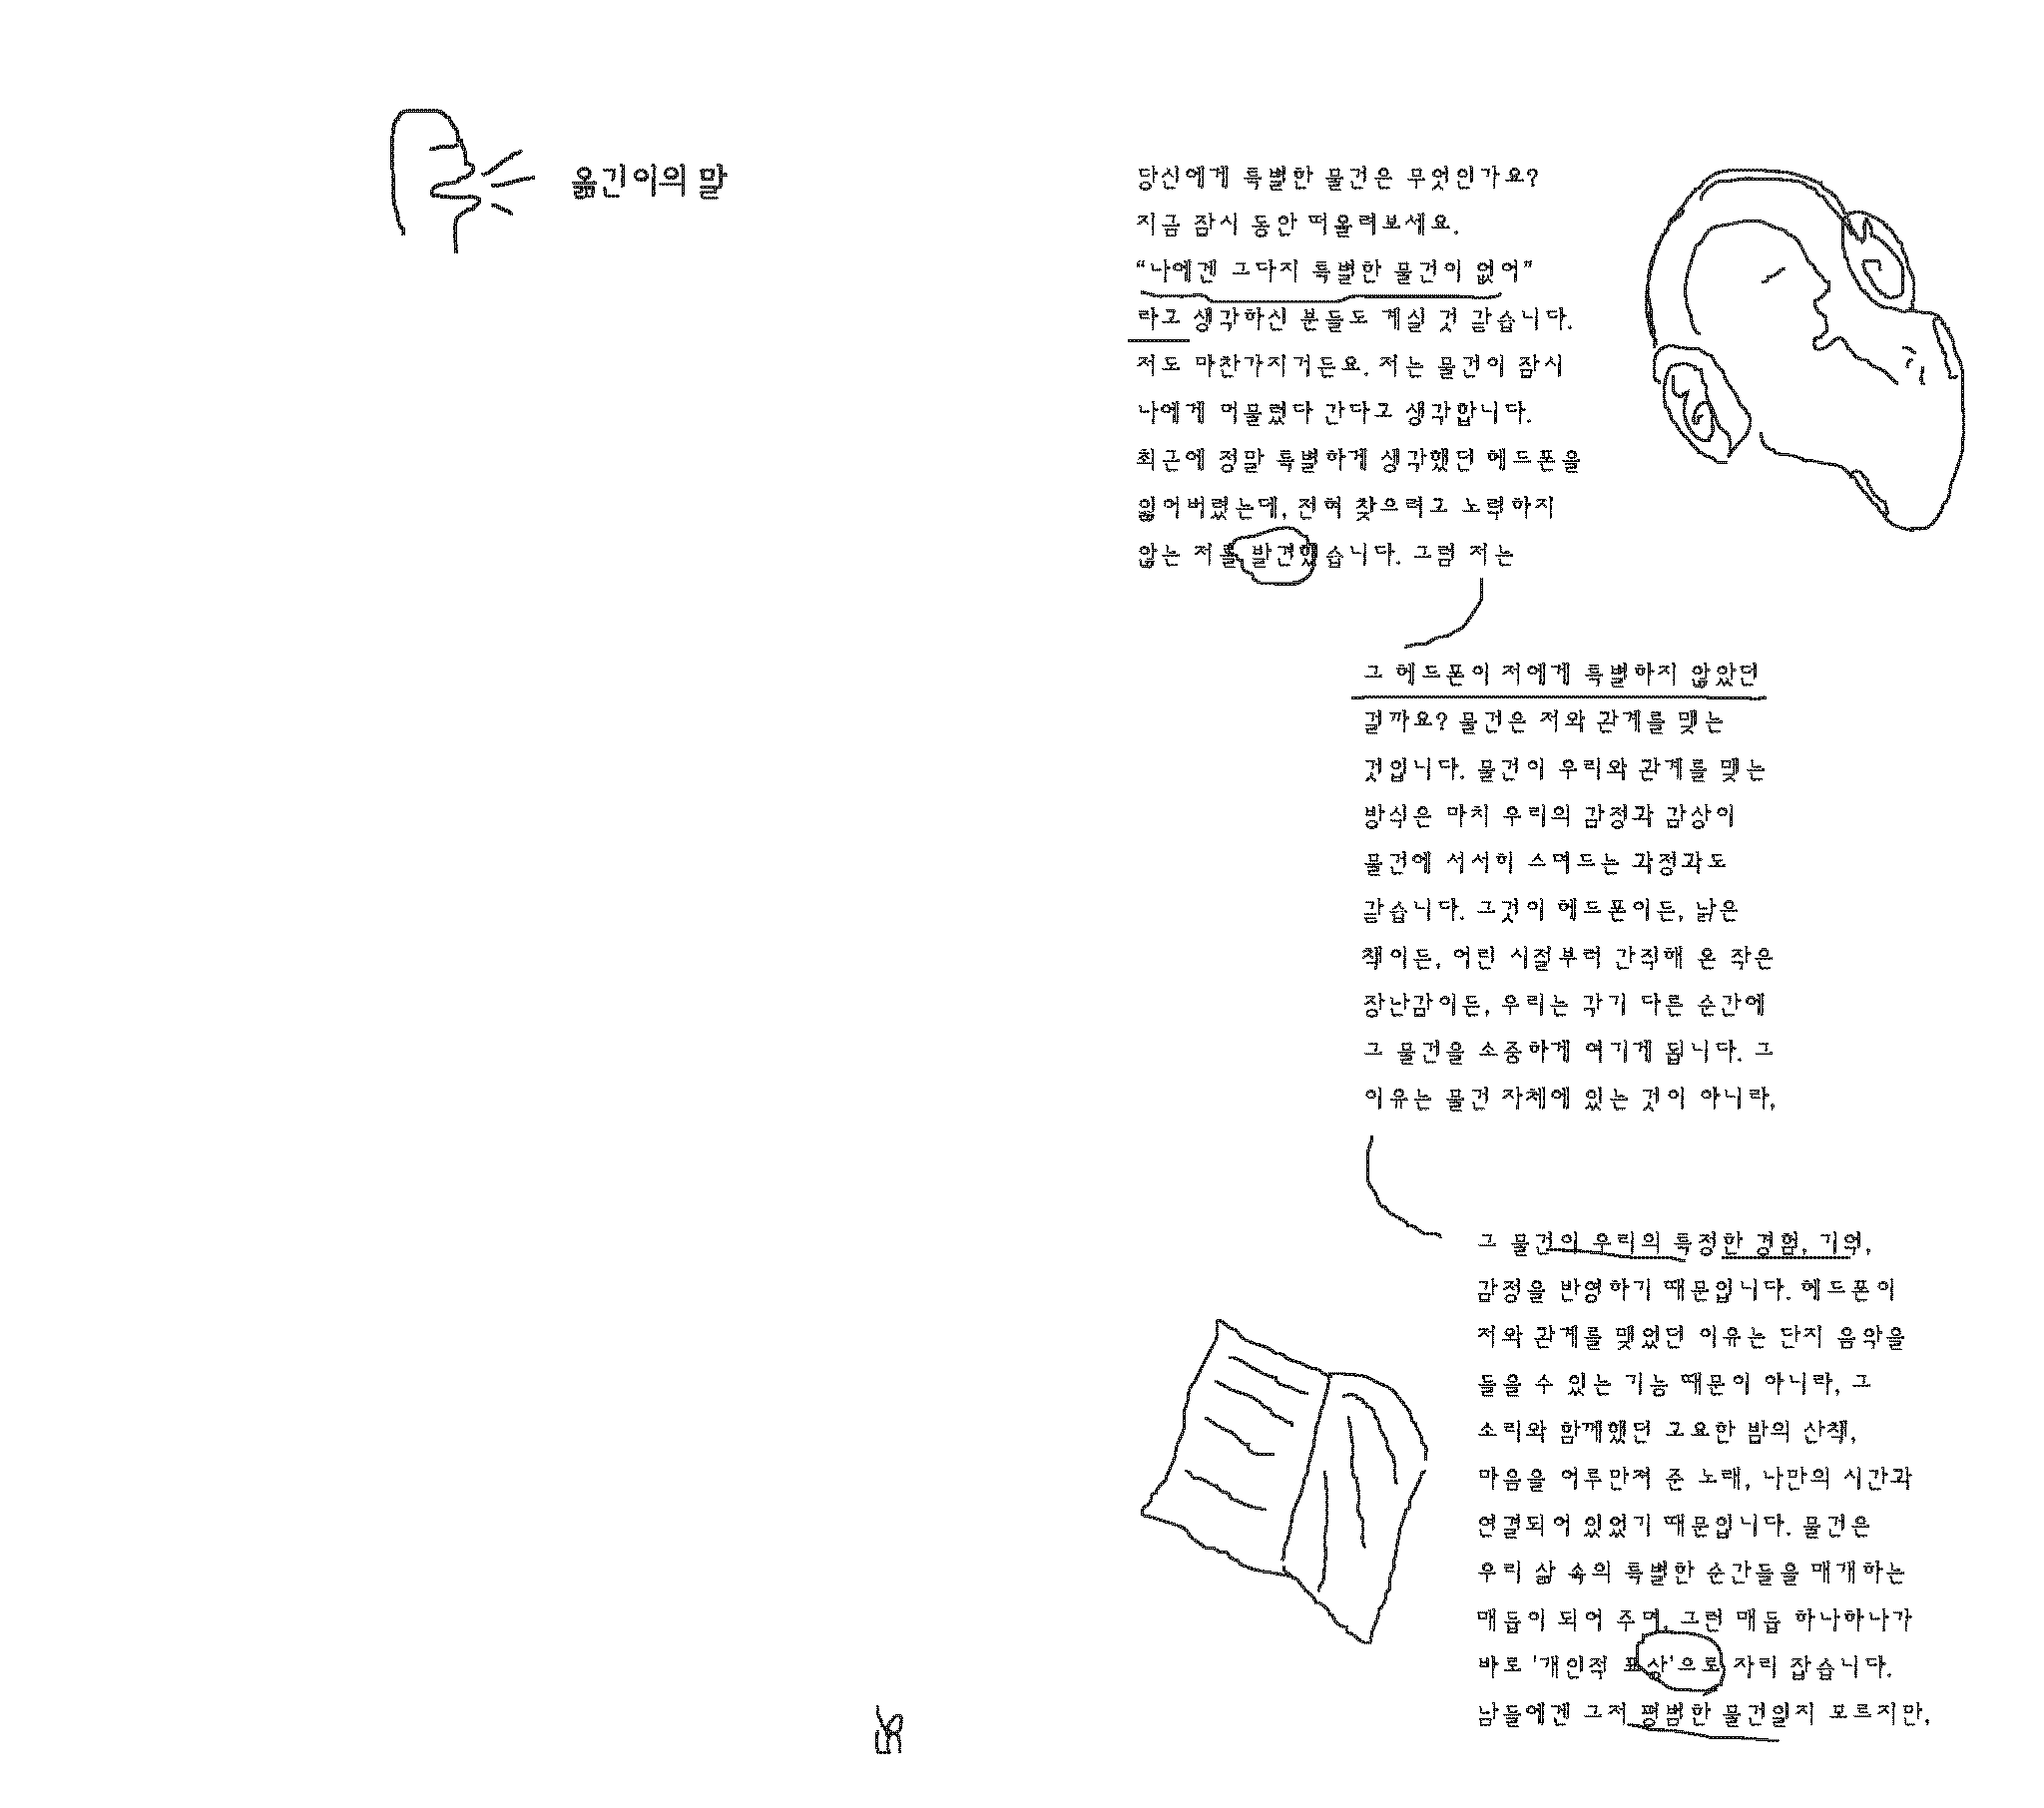 옮긴이의 말
당신에게 특별한 물건은 무엇인가요?
지금 잠시 동안 떠올려보세요.
“나에겐 그다지 특별한 물건이 없어”
라고 생각하신 분들도 계실 것 같습니다.
저도 마찬가지거든요. 저는 물건이 잠시
나에게 머물렀다 간다고 생각합니다.
최근에 정말 특별하게 생각했던 헤드폰을
잃어버렸는데, 전혀 찾으려고 노력하지
않는 저를 발견했습니다. 그럼 저는
그 헤드폰이 저에게 특별하지 않았던
걸까요? 물건은 저와 관계를 맺는
것입니다. 물건이 우리와 관계를 맺는
방식은 마치 우리의 감정과 감상이
물건에 서서히 스며드는 과정과도
같습니다. 그것이 헤드폰이든, 낡은
책이든, 어린 시절부터 간직해 온 작은
장난감이든, 우리는 각기 다른 순간에
그 물건을 소중하게 여기게 됩니다. 그
이유는 물건 자체에 있는 것이 아니라,
그 물건이 우리의 특정한 경험, 기억,
감정을 반영하기 때문입니다. 헤드폰이
저와 관계를 맺었던 이유는 단지 음악을
들을 수 있는 기능 때문이 아니라, 그
소리와 함께했던 고요한 밤의 산책,
마음을 어루만져 준 노래, 나만의 시간과
연결되어 있었기 때문입니다. 물건은
우리 삶 속의 특별한 순간들을 매개하는
매듭이 되어 주며, 그런 매듭 하나하나가
바로 '개인적 표상'으로 자리 잡습니다.
남들에겐 그저 평범한 물건일지 모르지만,